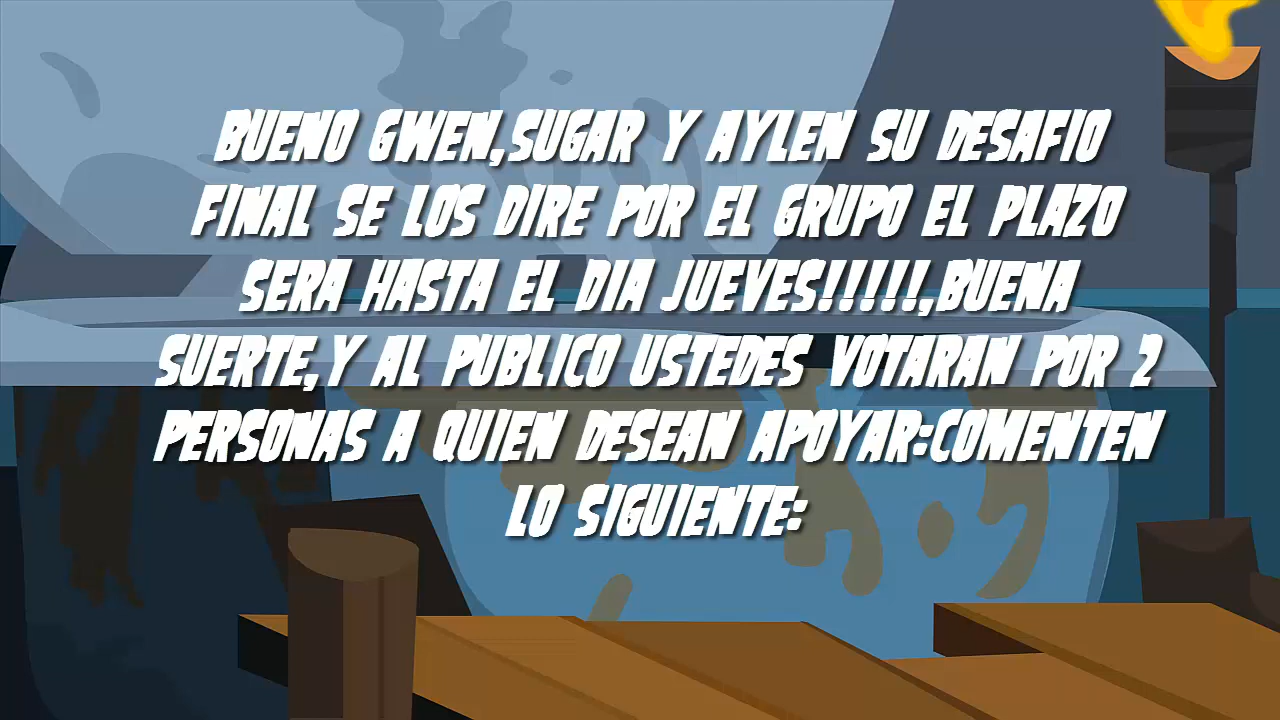 BUENO GWEN,SUGAR Y AYLEN SU DESAFIO
FINAL SE LOS DIRE POR EL GRUPO EL PLAZO
SERA HASTA EL DIA JUEVES!!!!!,BUENA
SUERTE,Y AL PUBLICO USTEDES VOTARAN POR 2
PERSONAS A QUIEN DESEAN APOYAR:COMENTEN
LO SIGUIENTE: